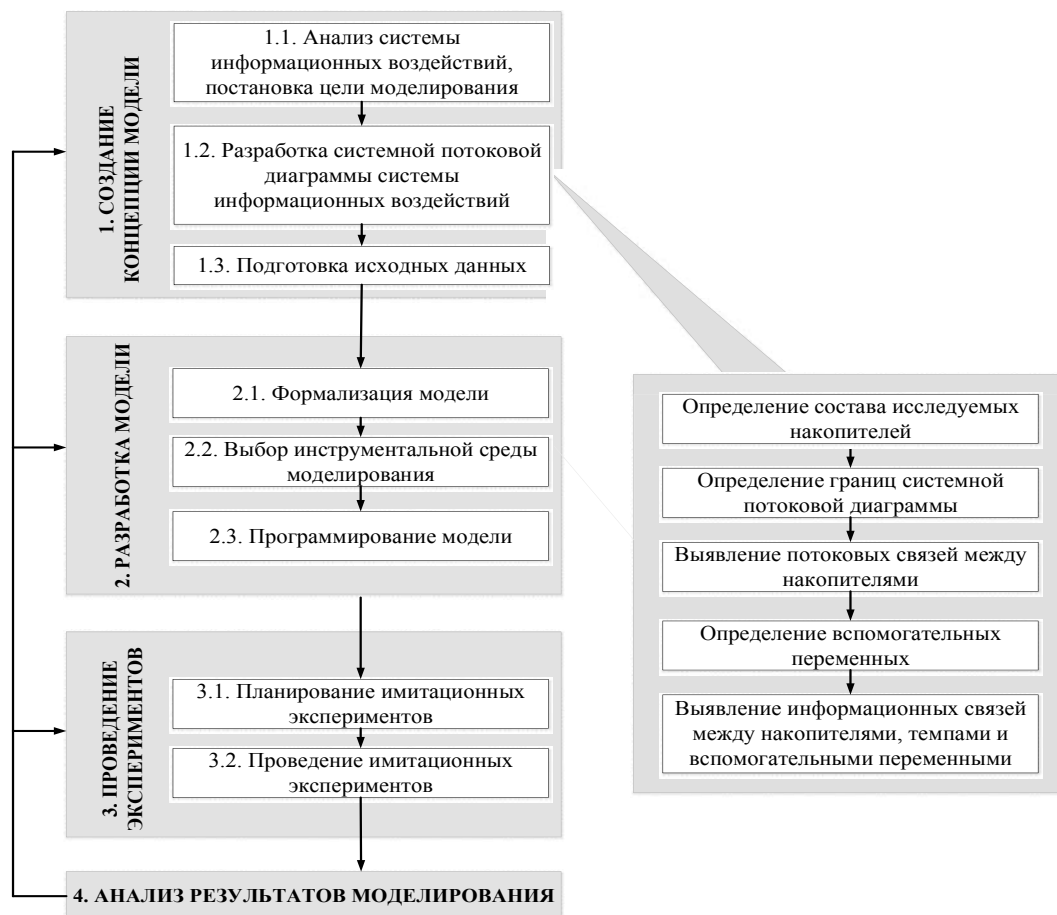 1. СОЗДАНИЕ
КОНЦЕПЦИИ МОДЕЛИ
1.1. Анализ системы
информационных воздействий,
постановка цели моделирования
1.2. Разработка системной потоковой
диаграммы системы
информационных воздействий
1.3. Подготовка исходных данных
2. РАЗРАБОТКА МОДЕЛИ
2.1. Формализация модели
2.2. Выбор инструментальной среды
моделирования
2.3. Программирование модели
3. ПРОВЕДЕНИЕ
ЭКСПЕРИМЕНТОВ
3.1. Планирование имитационных
экспериментов
3.2. Проведение имитационных
экспериментов
4. АНАЛИЗ РЕЗУЛЬТАТОВ МОДЕЛИРОВАНИЯ
Определение состава исследуемых
накопителей
Определение границ системной
потоковой диаграммы
Выявление потоковых связей между
накопителями
Определение вспомогательных
переменных
Выявление информационных связей
между накопителями, темпами и
вспомогательными переменными